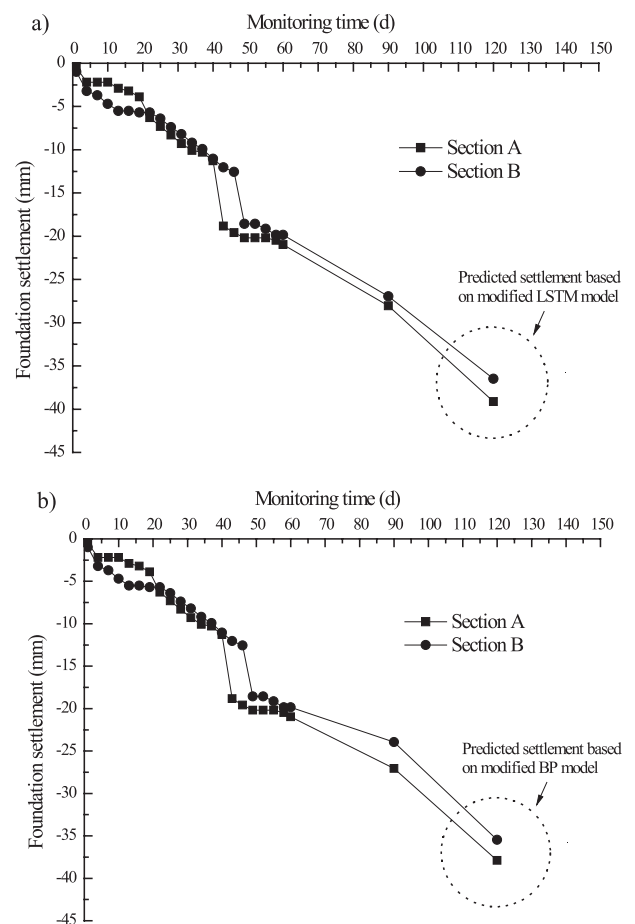 a)
Monitoring time (d)
0 10 20 30 40 50 60 70 80 90 100 110 120 130 140 150
0
-5
-10
-15
-20
-25
-30
-35
-40
-45
Foundation settlement (mm)
Section A
Section B
Predicted settlement based
on modified LSTM model
b)
Monitoring time (d)
0 10 20 30 40 50 60 70 80 90 100 110 120 130 140 150
0
-5
-10
-15
-20
-25
-30
-35
-40
-45
Foundation settlement (mm)
Section A
Section B
Predicted settlement based
on modified BP model